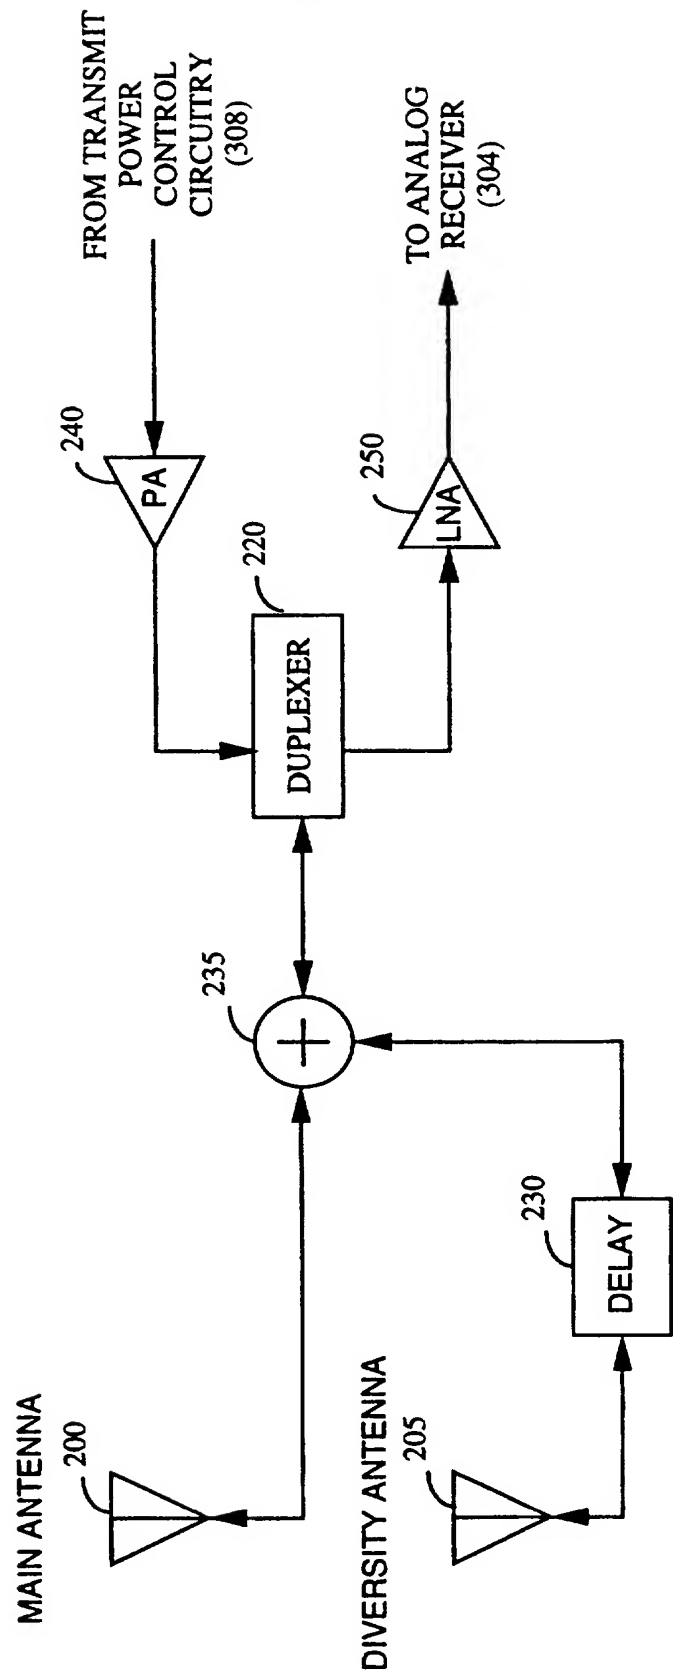 MAIN ANTENNA
200
DIVERSITY ANTENNA
205
DELAY
230
235
DUPLEXER
220
PA
240
FROM TRANSMIT
POWER
CONTROL
CIRCUITRY
(308)
LNA
250
TO ANALOG
RECEIVER
(304)